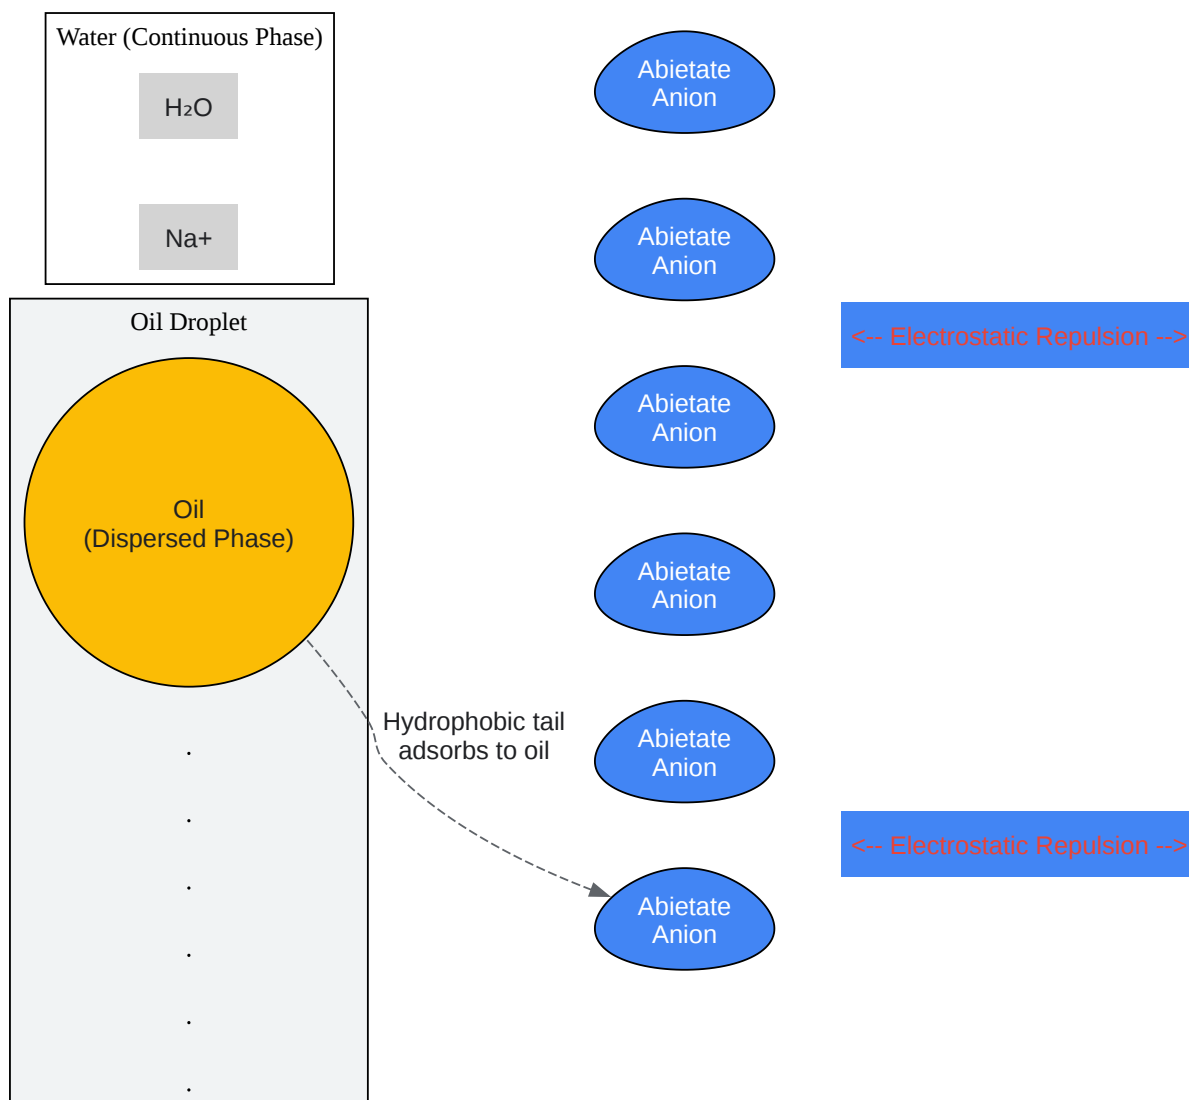 Water (Continuous Phase)
H₂O
Na+
Oil Droplet
Oil
(Dispersed Phase)
.
.
.
.
.
.
Hydrophobic tail
adsorbs to oil
Abietate
Anion
Abietate
Anion
Abietate
Anion
Abietate
Anion
Abietate
Anion
Abietate
Anion
<-- Electrostatic Repulsion -->
<-- Electrostatic Repulsion -->